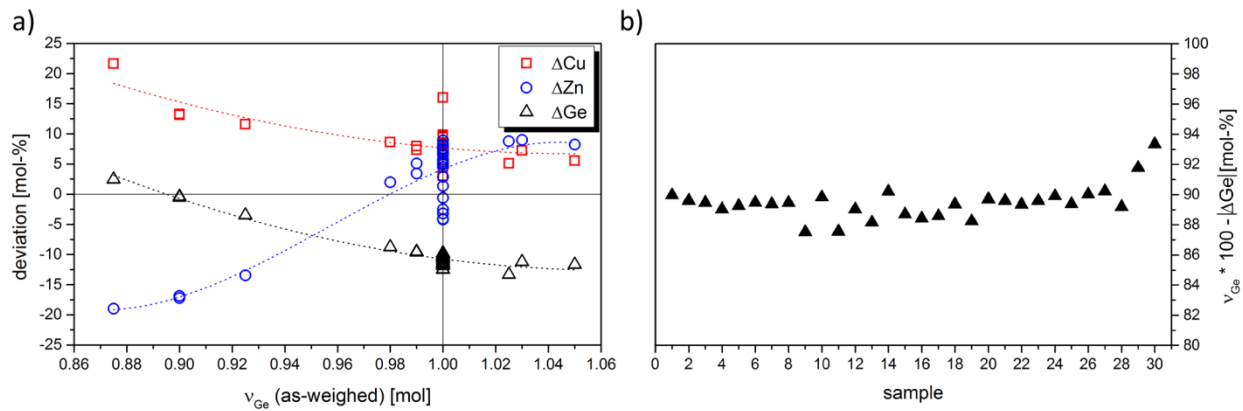 a)
25
20
15
10
5
0
-5
-10
-15
-20
-25
deviation [mol-%]
ΔCu
ΔZn
ΔGe
0.86 0.88 0.90 0.92 0.94 0.96 0.98 1.00 1.02 1.04 1.06
νGe (as-weighed) [mol]
b)
100
98
96
94
92
90
88
86
84
82
80
νGe * 100 - |ΔGe| [mol-%]
0 2 4 6 8 10 12 14 16 18 20 22 24 26 28 30
sample